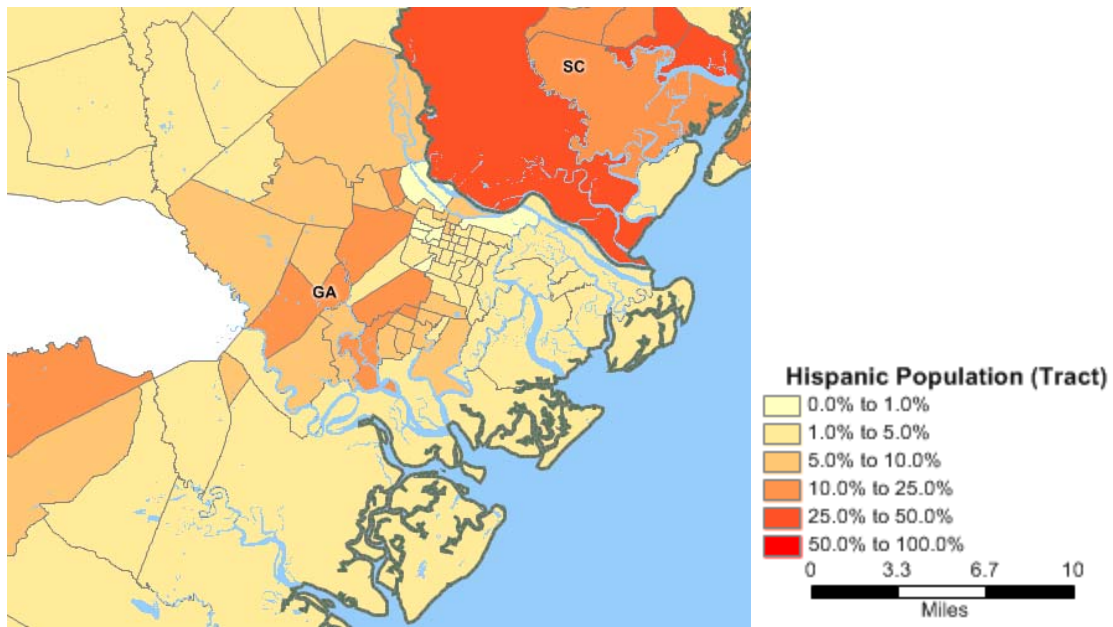 SC
GA
Hispanic Population (Tract)
0.0% to 1.0%
1.0% to 5.0%
5.0% to 10.0%
10.0% to 25.0%
25.0% to 50.0%
50.0% to 100.0%
0 3.3 6.7 10
Miles